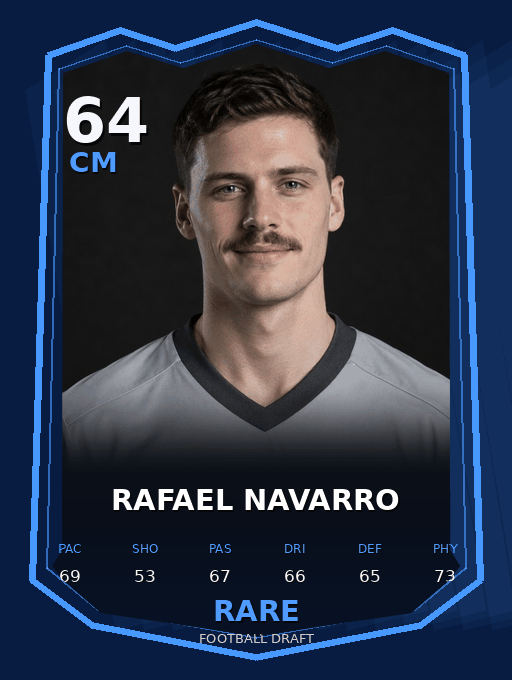 64
CM
RAFAEL NAVARRO
PAC SHO PAS DRI DEF PHY
69 53 67 66 65 73
RARE
FOOTBALL DRAFT